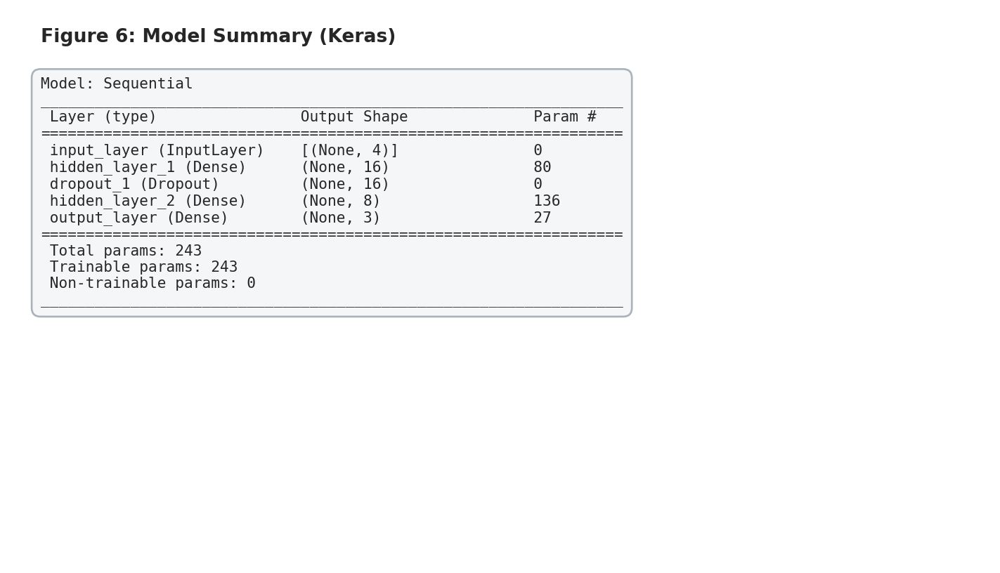 Figure 6: Model Summary (Keras)
Model: Sequential
_________________________________________________________________
 Layer (type)                Output Shape              Param #
=================================================================
 input_layer (InputLayer)    [(None, 4)]               0
 hidden_layer_1 (Dense)      (None, 16)                80
 dropout_1 (Dropout)         (None, 16)                0
 hidden_layer_2 (Dense)      (None, 8)                 136
 output_layer (Dense)        (None, 3)                 27
=================================================================
 Total params: 243
 Trainable params: 243
 Non-trainable params: 0
_________________________________________________________________